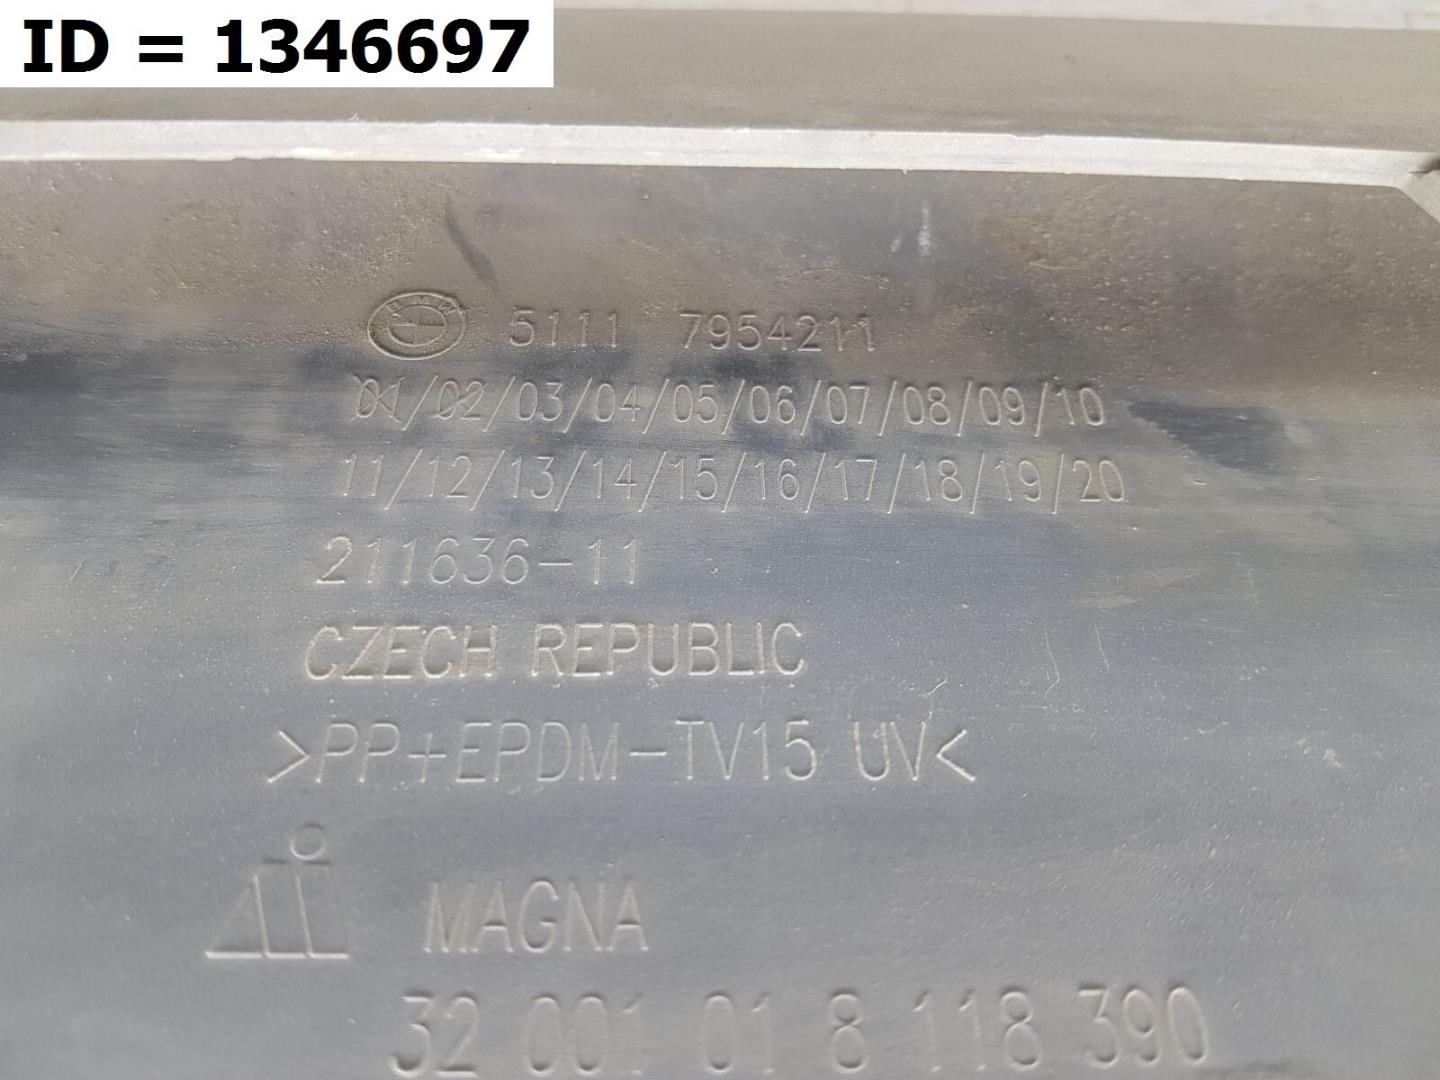 ID = 1346697
BMW 5111 7954211
01/02/03/04/05/06/07/08/09/10
11/12/13/14/15/16/17/18/19/20
211636-11
CZECH REPUBLIC
>PP+EPDM-TV15 UV<
MAGNA
32 001 01 8 118 390